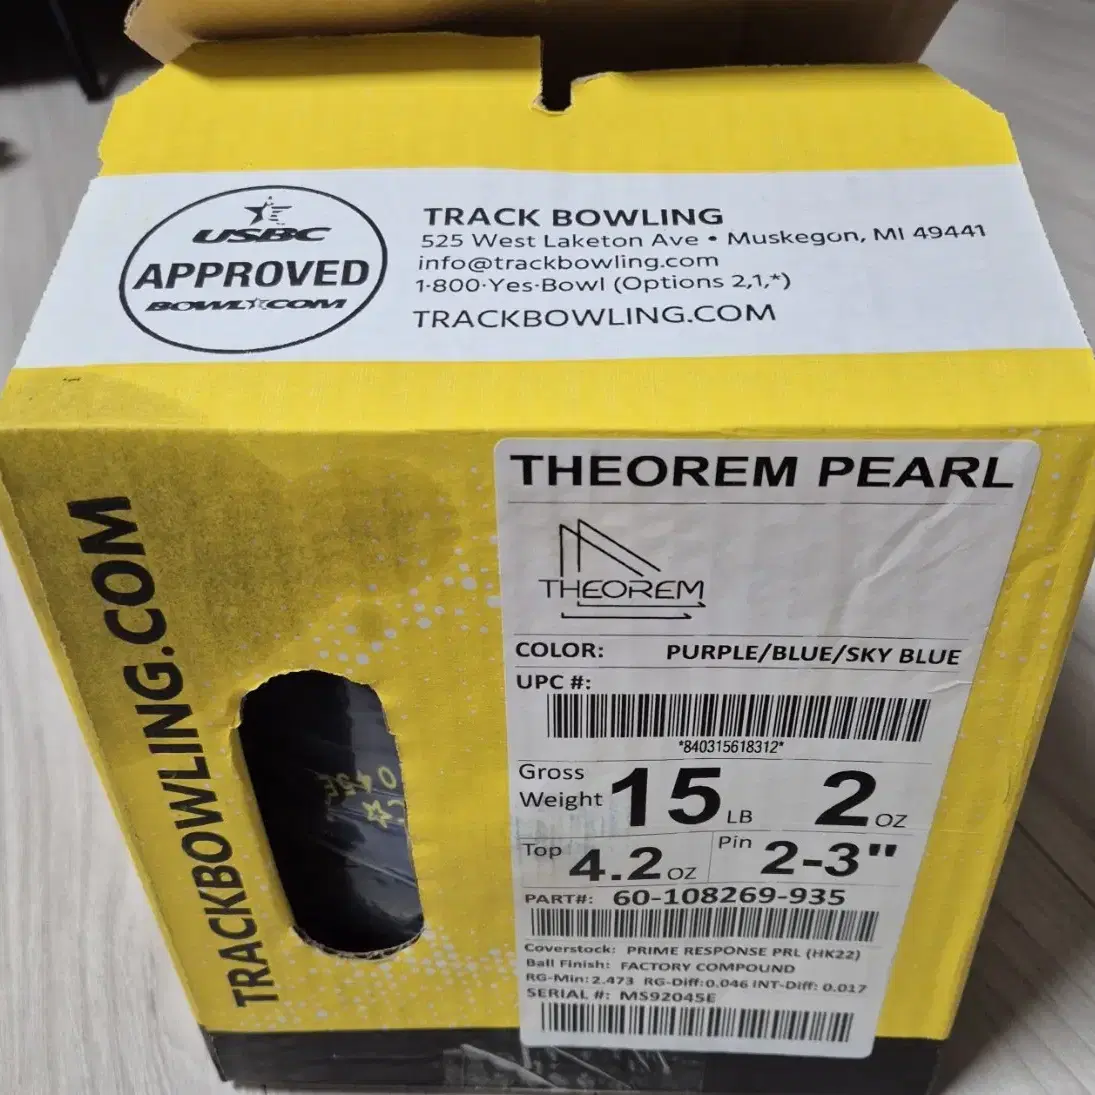 USBC
APPROVED
BOWL.COM
TRACK BOWLING
525 West Laketon Ave • Muskegon, MI 49441
info@trackbowling.com
1-800-Yes-Bowl (Options 2,1,*)
TRACKBOWLING.COM
TRACKBOWLING.COM
THEOREM PEARL
THEOREM
COLOR: PURPLE/BLUE/SKY BLUE
UPC #:
*840315618312*
Gross Weight 15 LB 2 OZ
Top 4.2 OZ Pin 2-3"
PART#: 60-108269-935
Coverstock: PRIME RESPONSE PRL (HK22)
Ball Finish: FACTORY COMPOUND
RG-Min: 2.473 RG-Diff: 0.046 INT-Diff: 0.017
SERIAL #: MS92045E